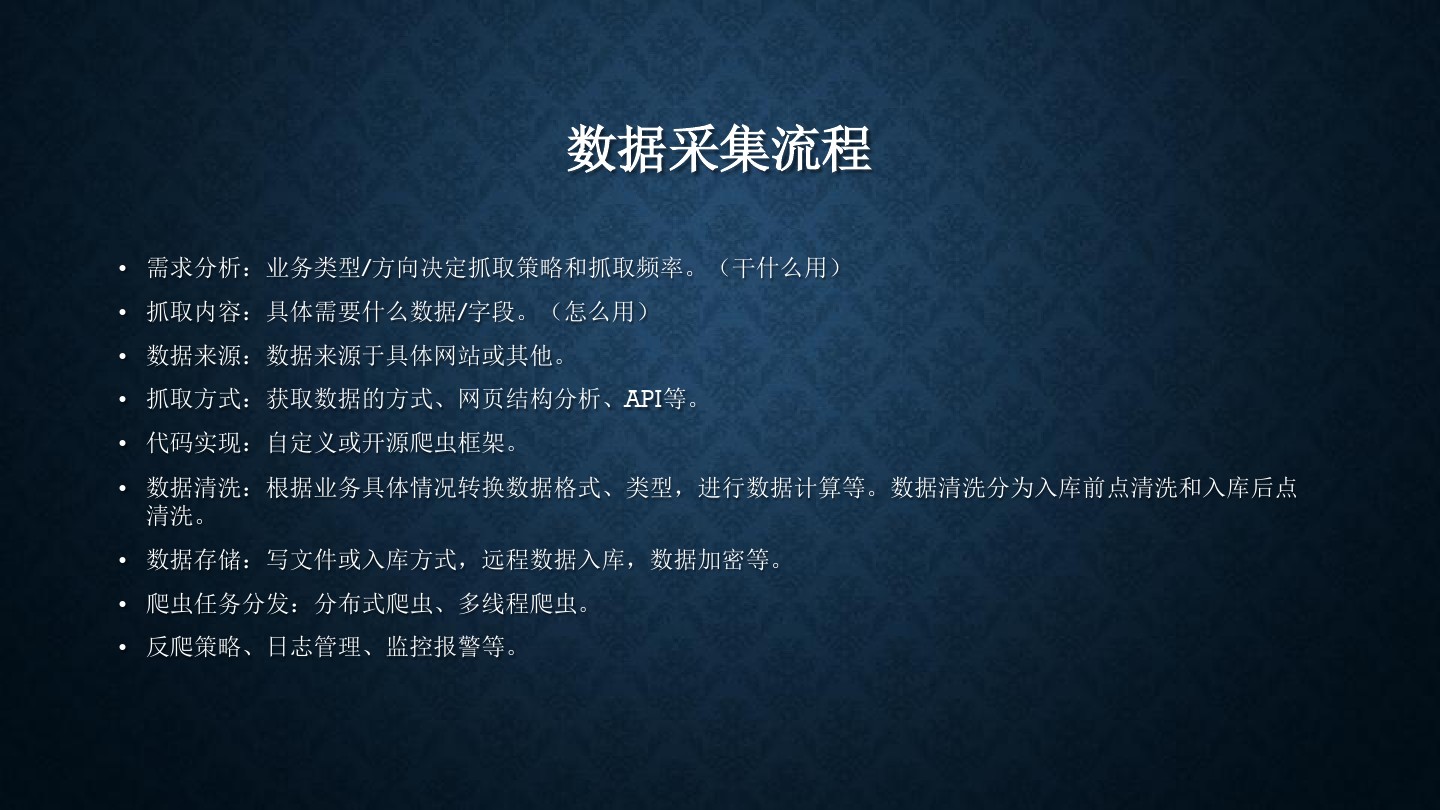 数据采集流程
• 需求分析：业务类型/方向决定抓取策略和抓取频率。（干什么用）
• 抓取内容：具体需要什么数据/字段。（怎么用）
• 数据来源：数据来源于具体网站或其他。
• 抓取方式：获取数据的方式、网页结构分析、API等。
• 代码实现：自定义或开源爬虫框架。
• 数据清洗：根据业务具体情况转换数据格式、类型，进行数据计算等。数据清洗分为入库前点清洗和入库后点
清洗。
• 数据存储：写文件或入库方式，远程数据入库，数据加密等。
• 爬虫任务分发：分布式爬虫、多线程爬虫。
• 反爬策略、日志管理、监控报警等。